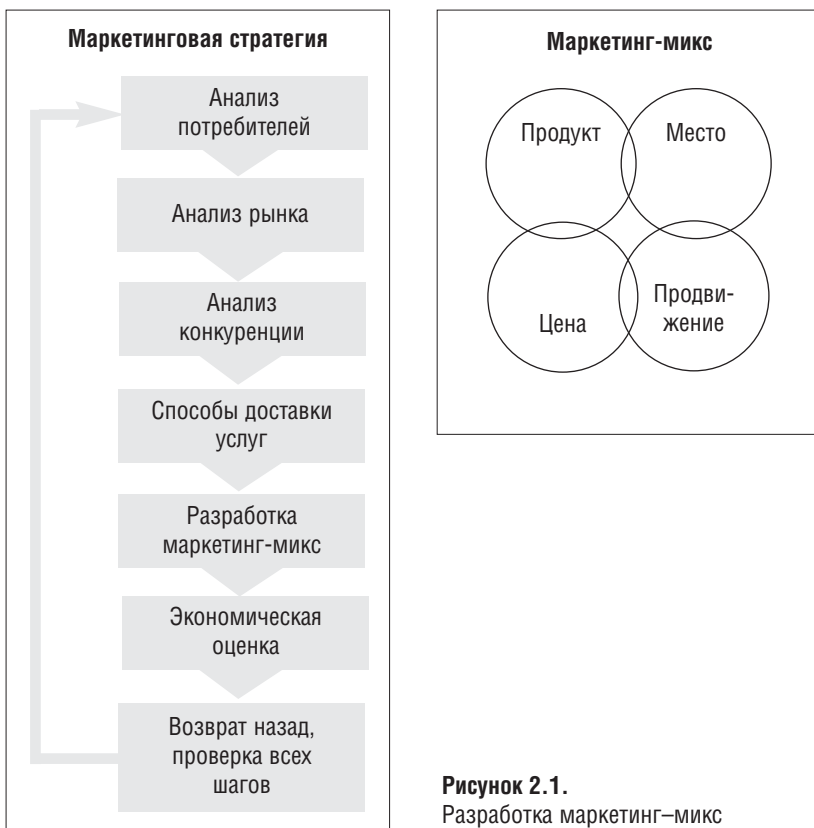 Маркетинговая стратегия
Анализ
потребителей
Анализ рынка
Анализ
конкуренции
Способы доставки
услуг
Разработка
маркетинг-микс
Экономическая
оценка
Возврат назад,
проверка всех
шагов
Маркетинг-микс
Продукт
Место
Цена
Продви-
жение
Рисунок 2.1.
Разработка маркетинг–микс